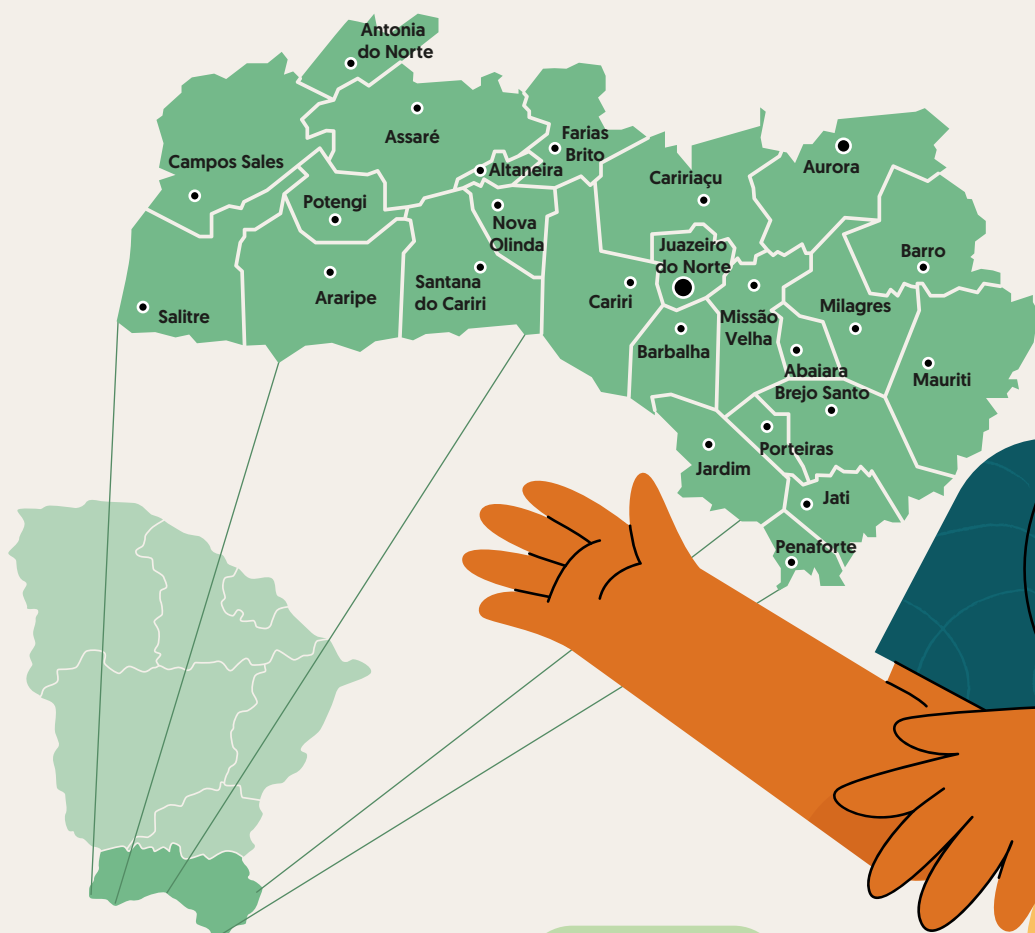 Antonia
do Norte
Assaré
Farias
Brito
Campos Sales
Altaneira
Aurora
Caririaçu
Potengi
Nova
Olinda
Juazeiro
do Norte
Barro
Santana
do Cariri
Araripe
Cariri
Salitre
Missão
Velha
Milagres
Barbalha
Abaiara
Mauriti
Brejo Santo
Porteiras
Jardim
Jati
Penaforte